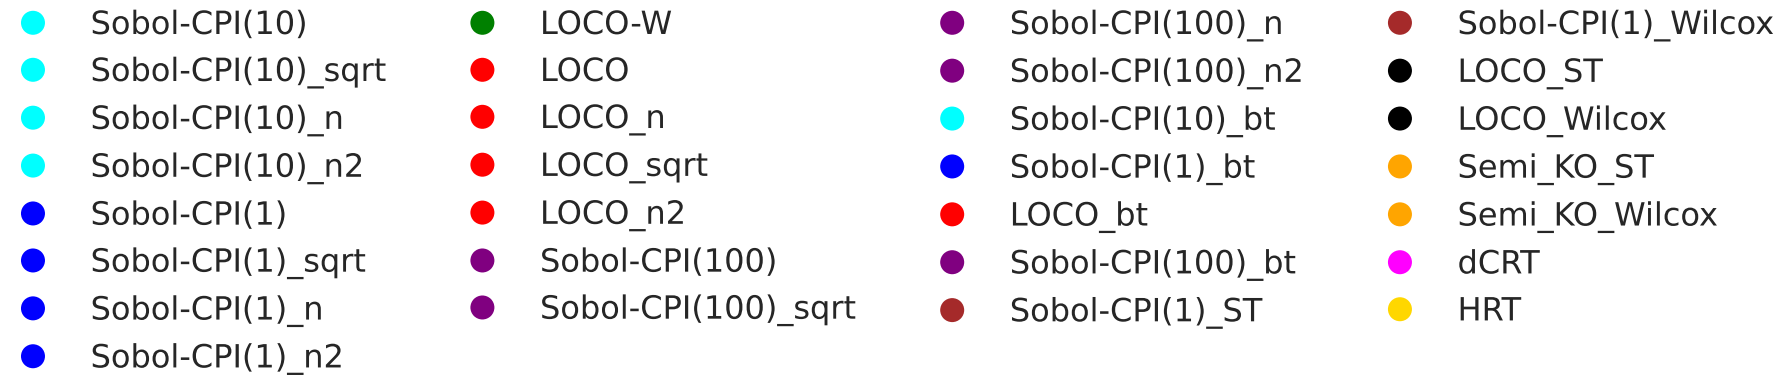 Sobol-CPI(10)
Sobol-CPI(10)_sqrt
Sobol-CPI(10)_n
Sobol-CPI(10)_n2
Sobol-CPI(1)
Sobol-CPI(1)_sqrt
Sobol-CPI(1)_n
Sobol-CPI(1)_n2
LOCO-W
LOCO
LOCO_n
LOCO_sqrt
LOCO_n2
Sobol-CPI(100)
Sobol-CPI(100)_sqrt
Sobol-CPI(100)_n
Sobol-CPI(100)_n2
Sobol-CPI(10)_bt
Sobol-CPI(1)_bt
LOCO_bt
Sobol-CPI(100)_bt
Sobol-CPI(1)_ST
Sobol-CPI(1)_Wilcox
LOCO_ST
LOCO_Wilcox
Semi_KO_ST
Semi_KO_Wilcox
dCRT
HRT